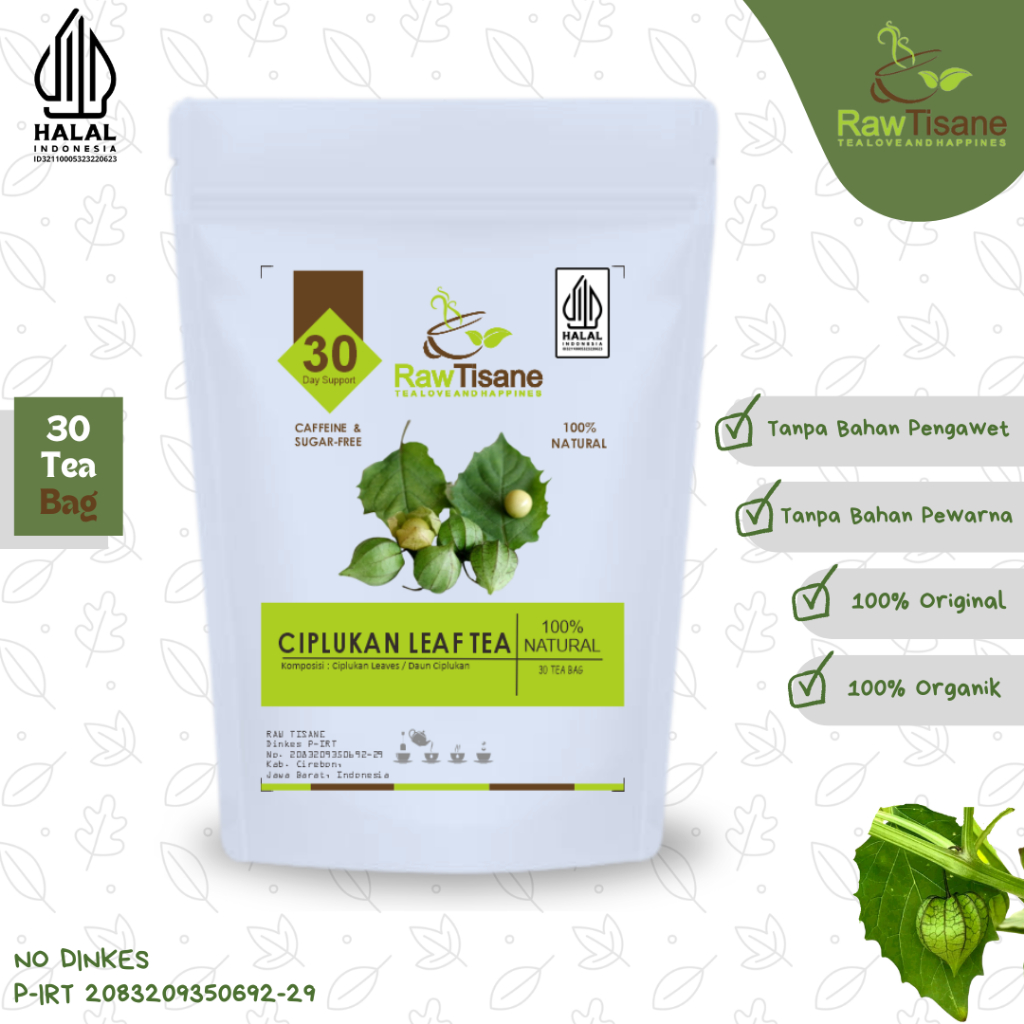 HALAL
INDONESIA
ID32110005323220623
RawTisane
TEALOVEANDHAPPINES
30
Day Support
RawTisane
TEALOVEANDHAPPINES
HALAL
INDONESIA
ID32110005323220623
CAFFEINE &
SUGAR-FREE
100%
NATURAL
30
Tea
Bag
Tanpa Bahan Pengawet
Tanpa Bahan Pewarna
100% Original
100% Organik
CIPLUKAN LEAF TEA
Komposisi : Ciplukan Leaves / Daun Ciplukan
100%
NATURAL
30 TEA BAG
RAW TISANE
Dinkes P-IRT
No. 2083209350692-29
Kab. Cirebon,
Jawa Barat, Indonesia
NO DINKES
P-IRT 2083209350692-29